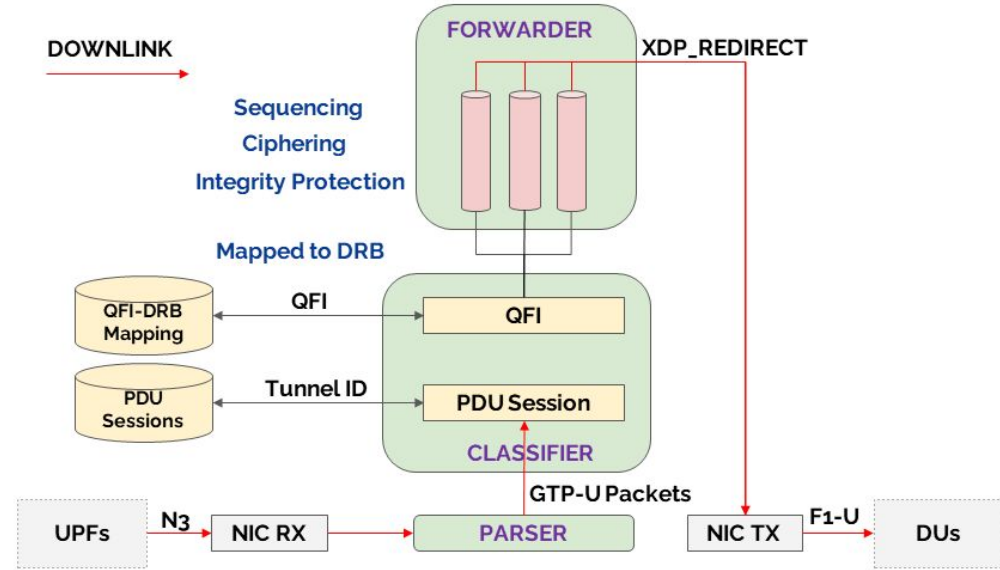 FORWARDER
DOWNLINK
XDP_REDIRECT
Sequencing
Ciphering
Integrity Protection
Mapped to DRB
QFI-DRB
Mapping
QFI
QFI
PDU
Sessions
Tunnel ID
PDU Session
CLASSIFIER
GTP-U Packets
UPFs
N3
NIC RX
PARSER
NIC TX
F1-U
DUs